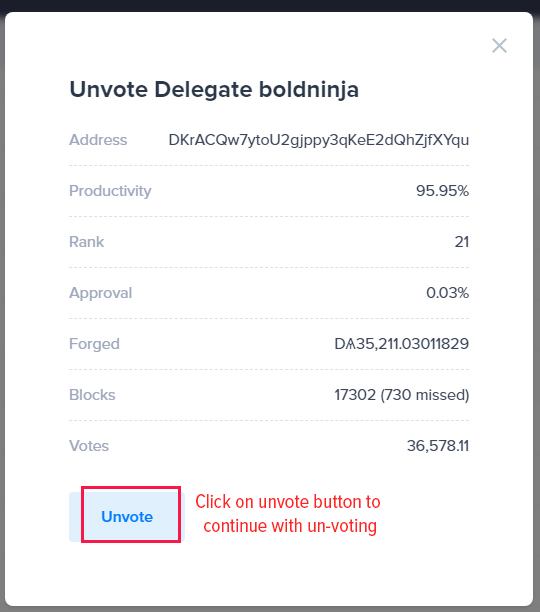 Unvote Delegate boldninja
Address DKrACQw7ytoU2gjppy3qKeE2dQhZjfXYqu
Productivity 95.95%
Rank 21
Approval 0.03%
Forged DѦ35,211.03011829
Blocks 17302 (730 missed)
Votes 36,578.11
Unvote
Click on unvote button to
continue with un-voting